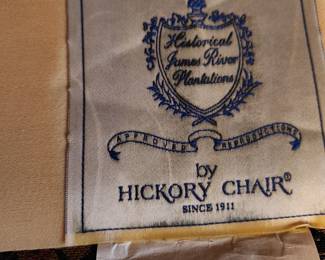 Historical
James River
Plantations
APPROVED REPRODUCTIONS
by
HICKORY CHAIR®
SINCE 1911